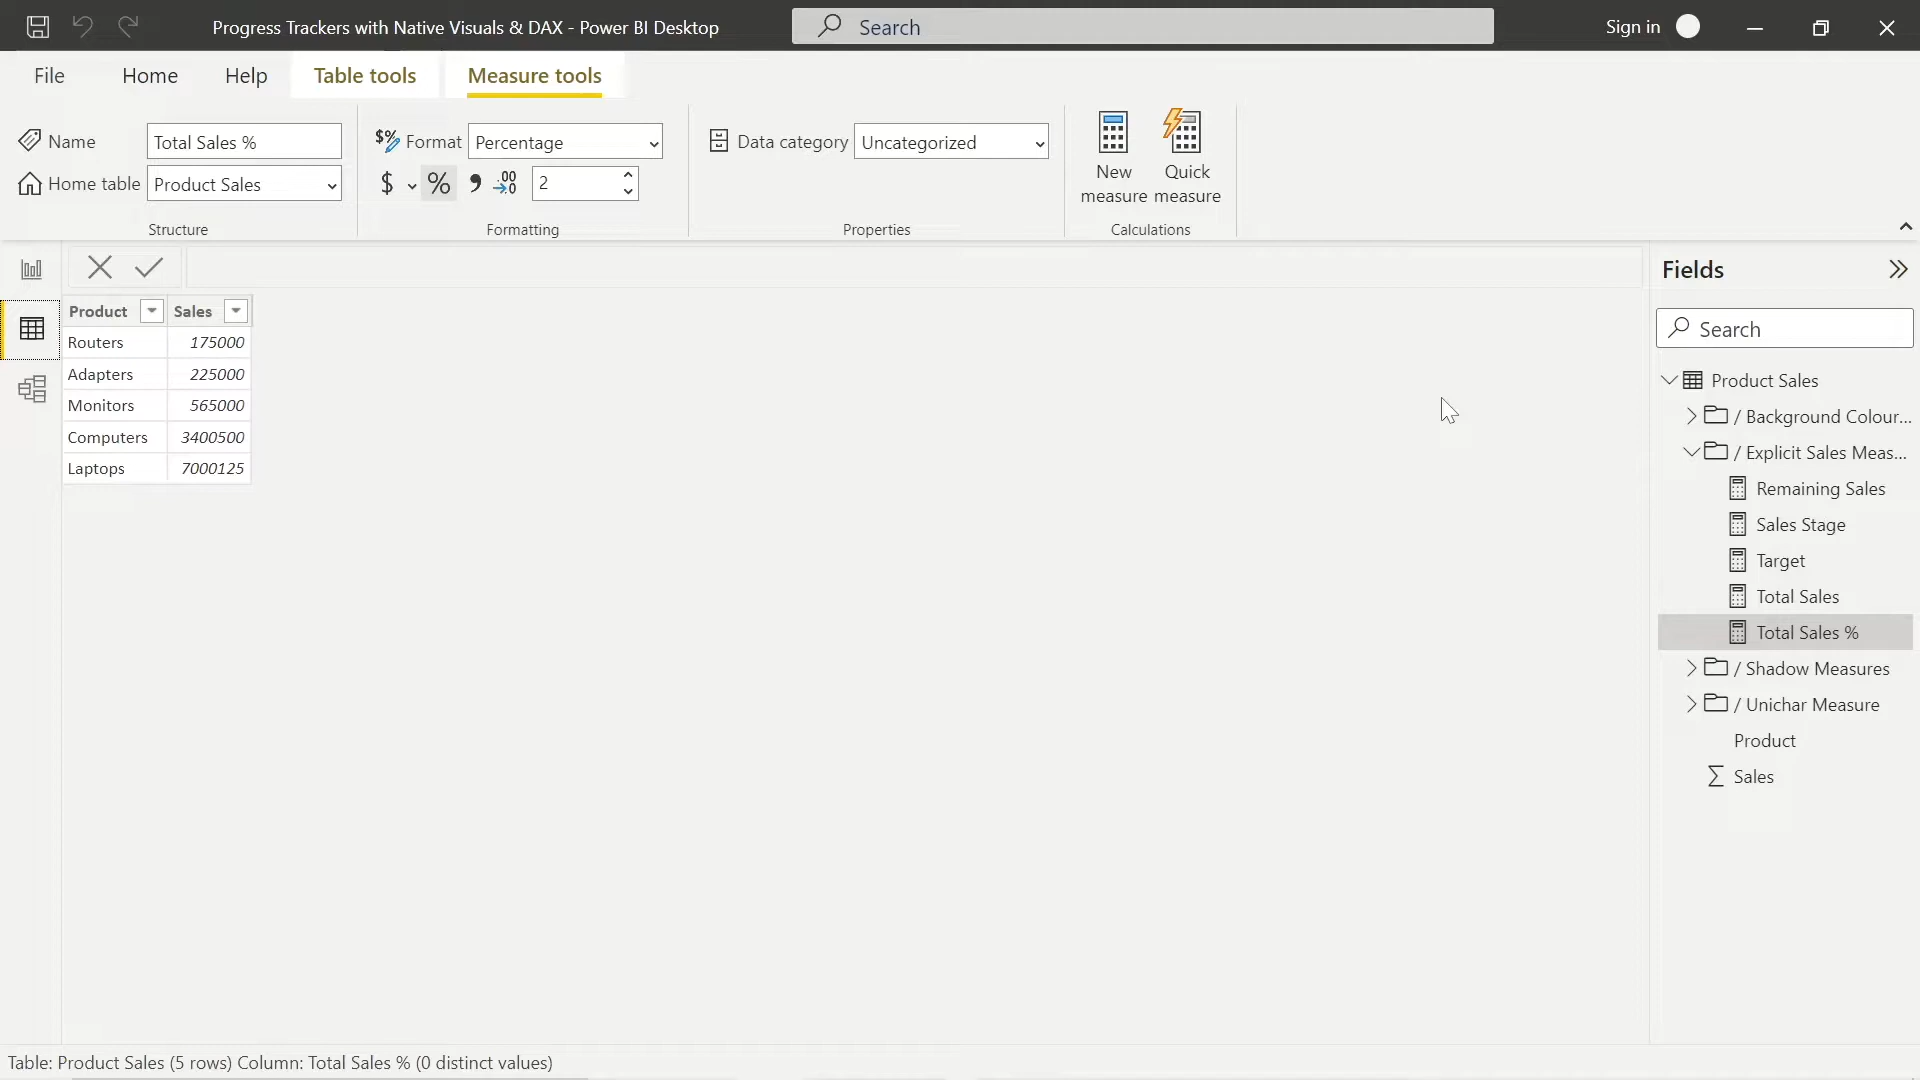 Progress Trackers with Native Visuals & DAX - Power BI Desktop
Search
Sign in
File
Home
Help
Table tools
Measure tools
Name
Total Sales %
Home table
Product Sales
Structure
$% Format
Percentage
$ % , .00 →.0
2
Formatting
Data category
Uncategorized
Properties
New measure
Quick measure
Calculations
Product Sales
Routers 175000
Adapters 225000
Monitors 565000
Computers 3400500
Laptops 7000125
Fields
Search
Product Sales
/ Background Colour...
/ Explicit Sales Meas...
Remaining Sales
Sales Stage
Target
Total Sales
Total Sales %
/ Shadow Measures
/ Unichar Measure
Product
Σ Sales
Table: Product Sales (5 rows) Column: Total Sales % (0 distinct values)